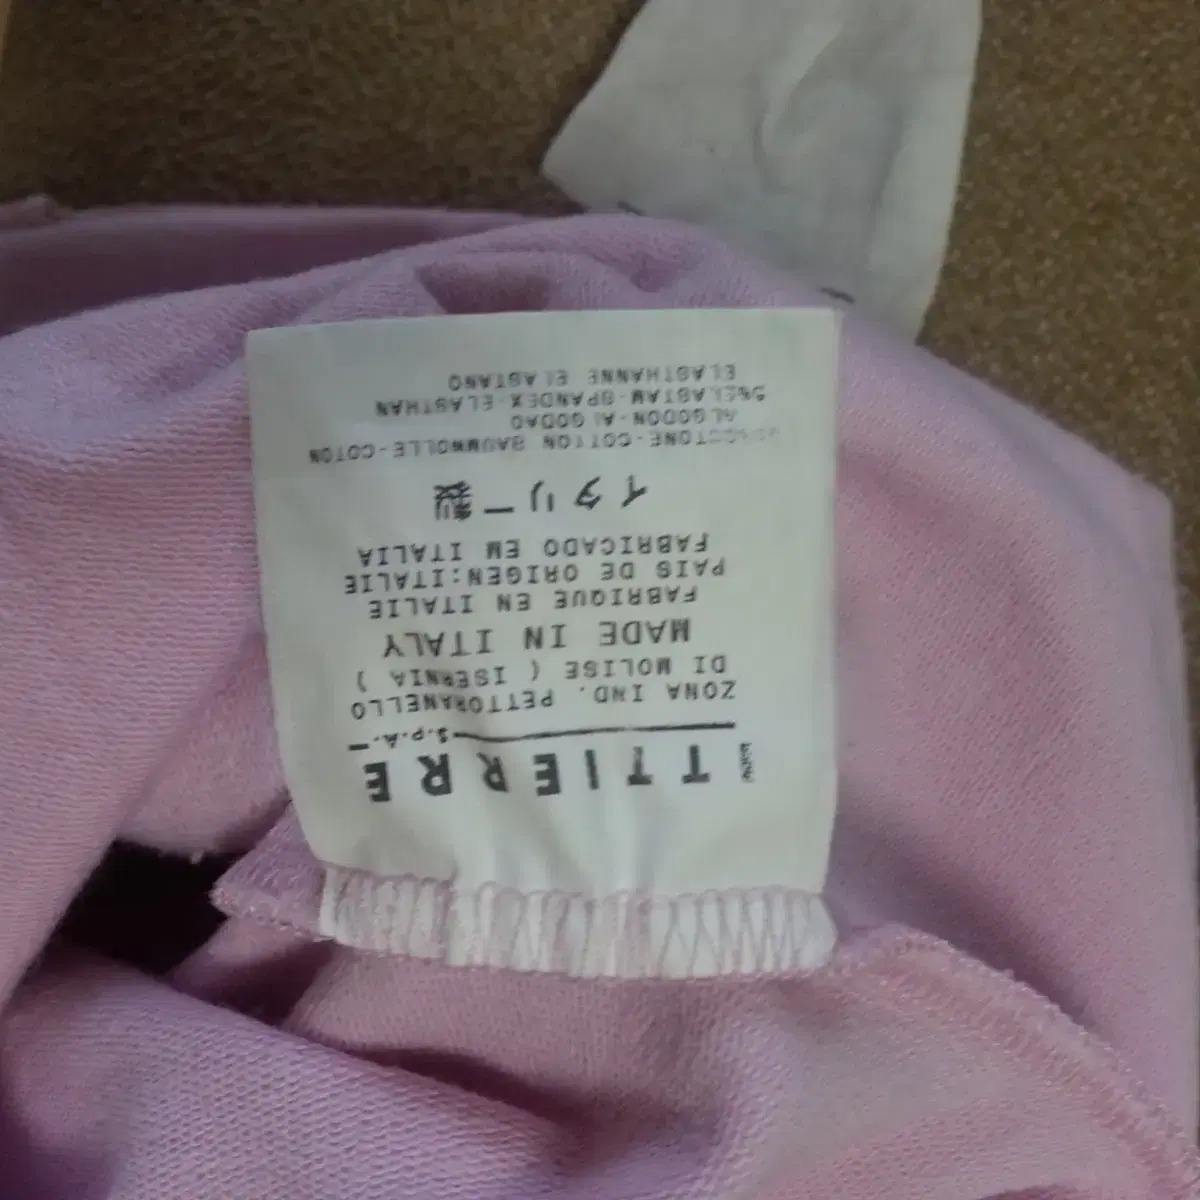 ITTIERRE
S.p.A.
ZONA IND. PETTORANELLO
DI MOLISE ( ISERNIA )
MADE IN ITALY
FABRIQUE EN ITALIE
PAIS DE ORIGEN:ITALIE
FABRICADO EM ITALIA
イタリー製
COTONE-COTTON BAUMWOLLE-COTON
ALGODON-ALGODAO
5%ELASTAM-SPANDEX-ELASTHAN
ELASTHANNE ELASTANO